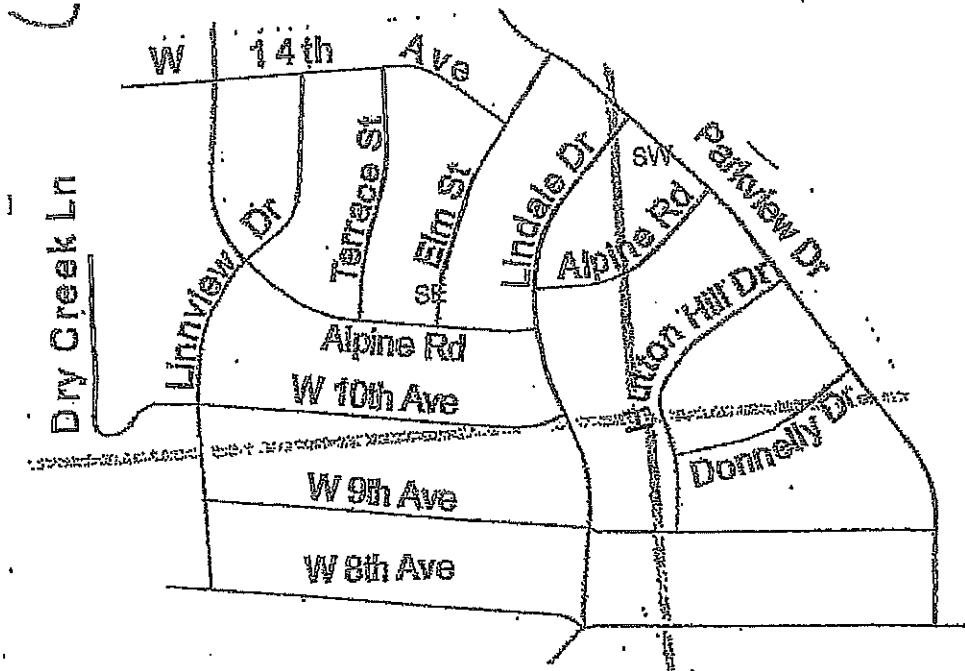 W 14th Ave
Dry Creek Ln
Linnview Dr
Terrace St
Elm St
Lindale Dr
SW
Parkview Dr
Alpine Rd
SE
Alpine Rd
Hill Dr
W 10th Ave
Donnelly Dr
W 9th Ave
W 8th Ave